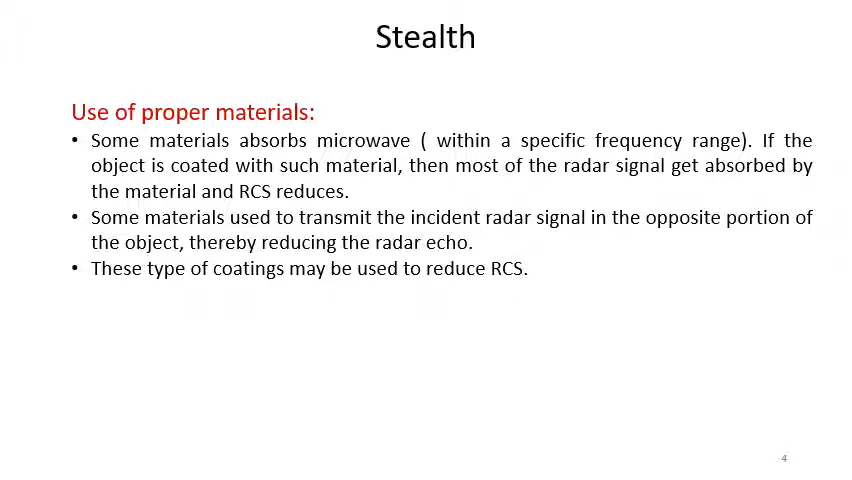 Stealth
Use of proper materials:
• Some materials absorbs microwave ( within a specific frequency range). If the
object is coated with such material, then most of the radar signal get absorbed by
the material and RCS reduces.
• Some materials used to transmit the incident radar signal in the opposite portion of
the object, thereby reducing the radar echo.
• These type of coatings may be used to reduce RCS.
4